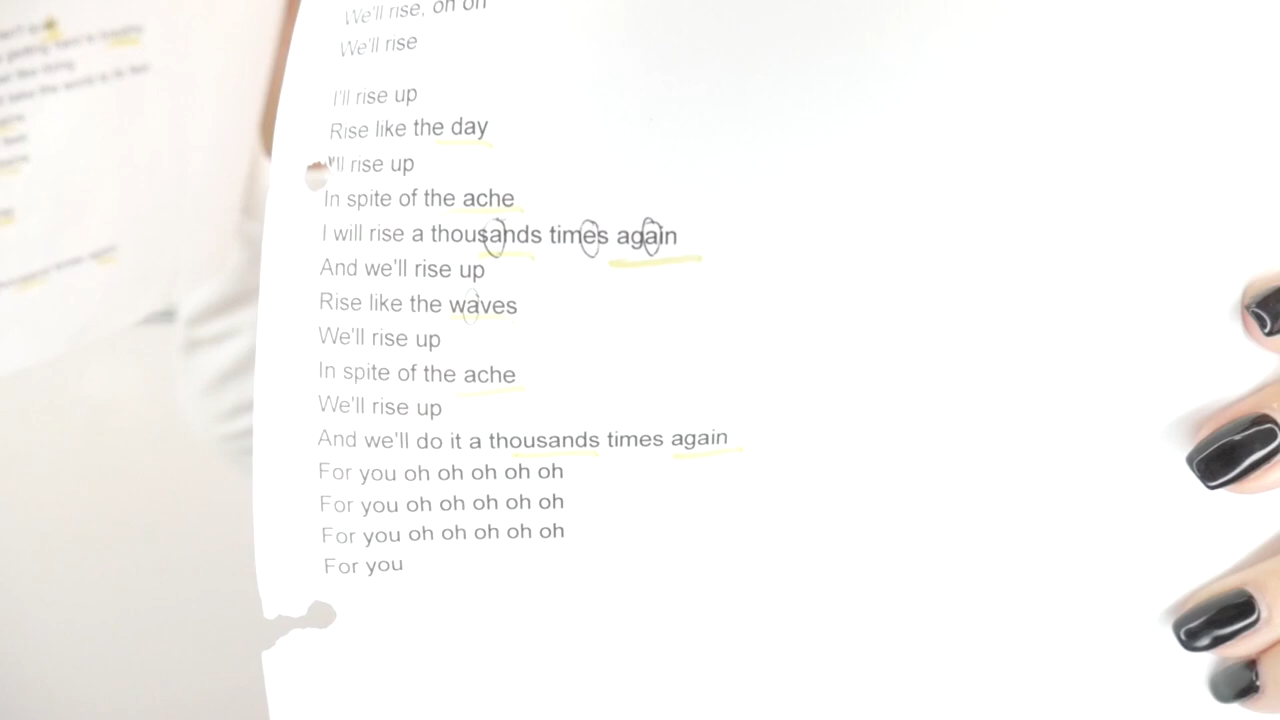 We'll rise, oh oh
We'll rise
I'll rise up
Rise like the day
I'll rise up
In spite of the ache
I will rise a thousands times again
And we'll rise up
Rise like the waves
We'll rise up
In spite of the ache
We'll rise up
And we'll do it a thousands times again
For you oh oh oh oh oh
For you oh oh oh oh oh
For you oh oh oh oh oh
For you